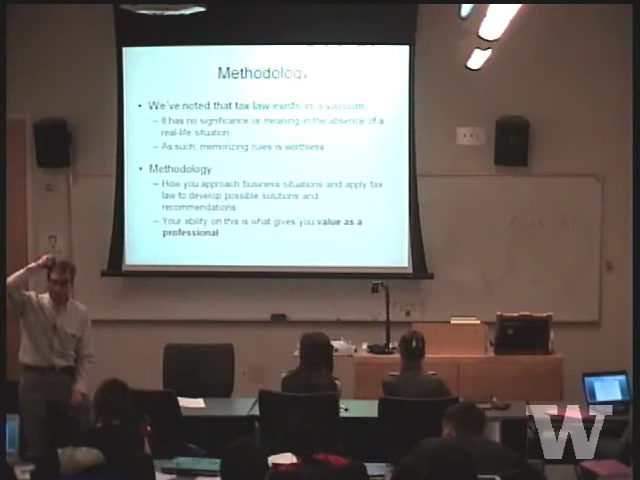 Methodology
• We've noted that tax law exists in a vacuum
– It has no significance or meaning in the absence of a
real-life situation
– As such, memorizing rules is worthless
• Methodology
– How you approach business situations and apply tax
law to develop possible solutions and
recommendations
– Your ability on this is what gives you value as a
professional
W